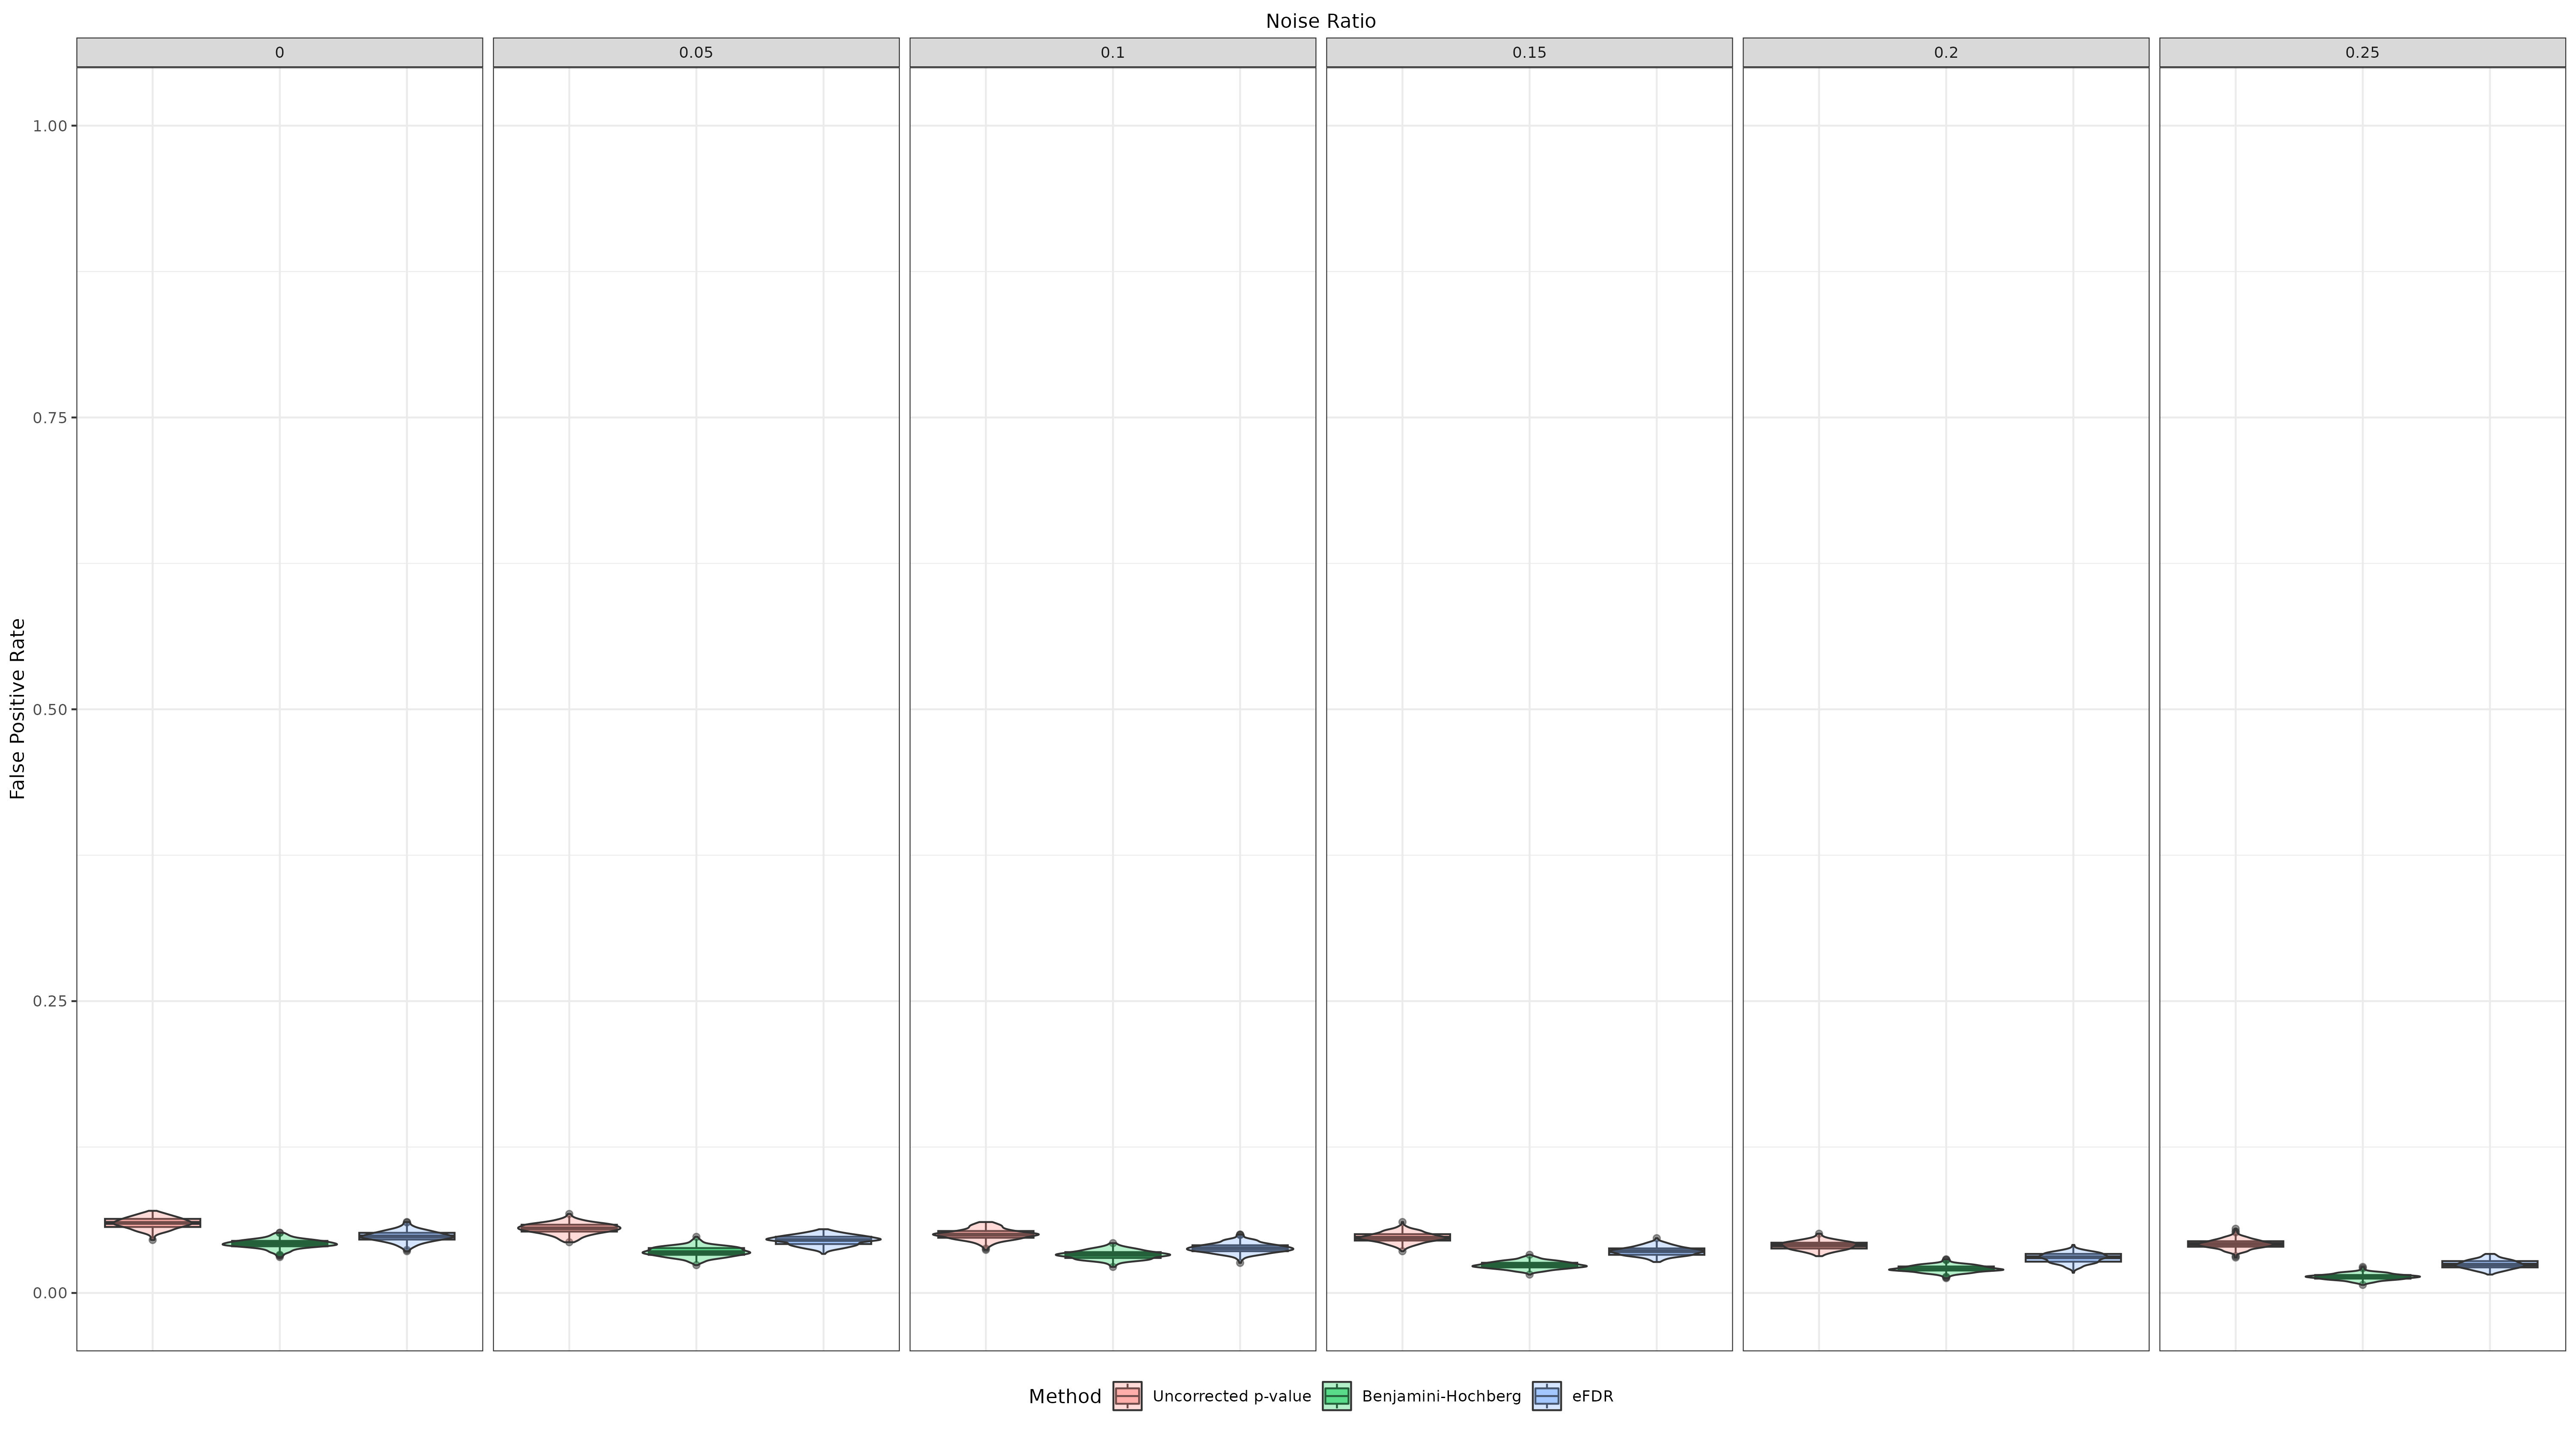 Noise Ratio
0 0.05 0.1 0.15 0.2 0.25
1.00
0.75
0.50
0.25
0.00
False Positive Rate
Method Uncorrected p-value Benjamini-Hochberg eFDR